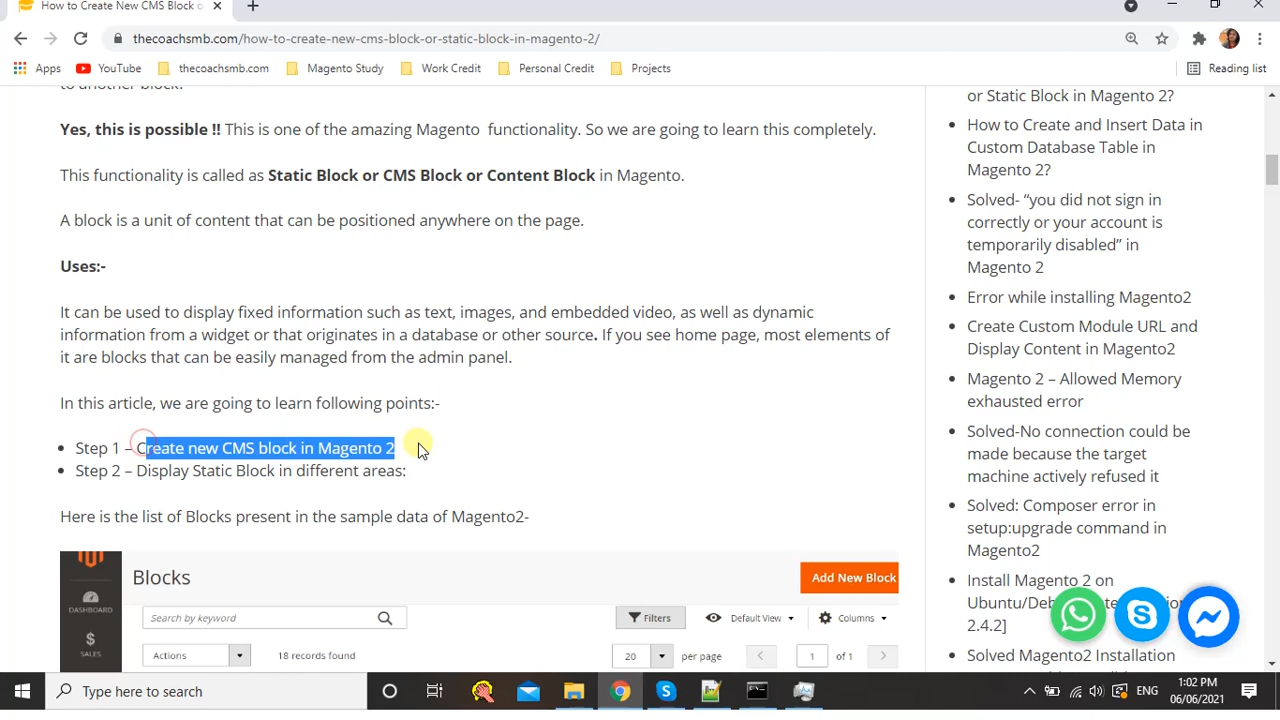 How to Create New CMS Block o
thecoachsmb.com/how-to-create-new-cms-block-or-static-block-in-magento-2/
Apps
YouTube
thecoachsmb.com
Magento Study
Work Credit
Personal Credit
Projects
Reading list
to another block.
Yes, this is possible !! This is one of the amazing Magento functionality. So we are going to learn this completely.
This functionality is called as Static Block or CMS Block or Content Block in Magento.
A block is a unit of content that can be positioned anywhere on the page.
Uses:-
It can be used to display fixed information such as text, images, and embedded video, as well as dynamic
information from a widget or that originates in a database or other source. If you see home page, most elements of
it are blocks that can be easily managed from the admin panel.
In this article, we are going to learn following points:-
Step 1 – Create new CMS block in Magento 2
Step 2 – Display Static Block in different areas:
Here is the list of Blocks present in the sample data of Magento2-
DASHBOARD
$
SALES
Blocks
Add New Block
Search by keyword
Filters
Default View
Columns
Actions
18 records found
20
per page
1
of 1
or Static Block in Magento 2?
How to Create and Insert Data in
Custom Database Table in
Magento 2?
Solved- “you did not sign in
correctly or your account is
temporarily disabled” in
Magento 2
Error while installing Magento2
Create Custom Module URL and
Display Content in Magento2
Magento 2 – Allowed Memory
exhausted error
Solved-No connection could be
made because the target
machine actively refused it
Solved: Composer error in
setup:upgrade command in
Magento2
Install Magento 2 on
2.4.2]
Solved Magento2 Installation
Type here to search
ENG
1:02 PM
06/06/2021